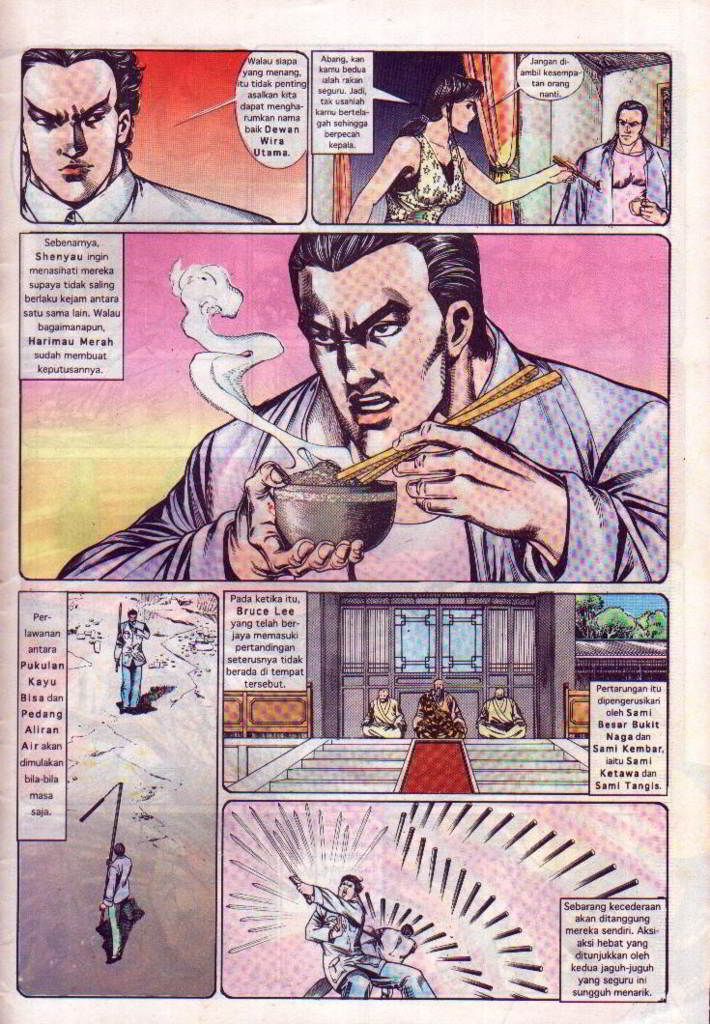 Walau siapa
yang menang,
itu tidak penting
asalkan kita
dapat mengha-
rumkan nama
baik Dewan
Wira
Utama.
Abang, kan
kamu bedua
ialah rakan
seguru. Jadi,
tak usahlah
kamu bertela-
gah sehingga
berpecah
kepala.
Jangan di-
ambil kesempa-
tan orang
nanti.
Sebenarnya,
Shenyau ingin
menasihati mereka
supaya tidak saling
berlaku kejam antara
satu sama lain. Walau
bagaimanapun,
Harimau Merah
sudah membuat
keputusannya.
Per-
lawanan
antara
Pukulan
Kayu
Bisa dan
Pedang
Aliran
Air akan
dimulakan
bila-bila
masa
saja.
Pada ketika itu,
Bruce Lee
yang telah ber-
jaya memasuki
pertandingan
seterusnya tidak
berada di tempat
tersebut.
Pertarungan itu
dipengerusikan
oleh Sami
Besar Bukit
Naga dan
Sami Kembar,
iaitu Sami
Ketawa dan
Sami Tangis.
Sebarang kecederaan
akan ditanggung
mereka sendiri. Aksi-
aksi hebat yang
ditunjukkan oleh
kedua jaguh-juguh
yang seguru ini
sungguh menarik.